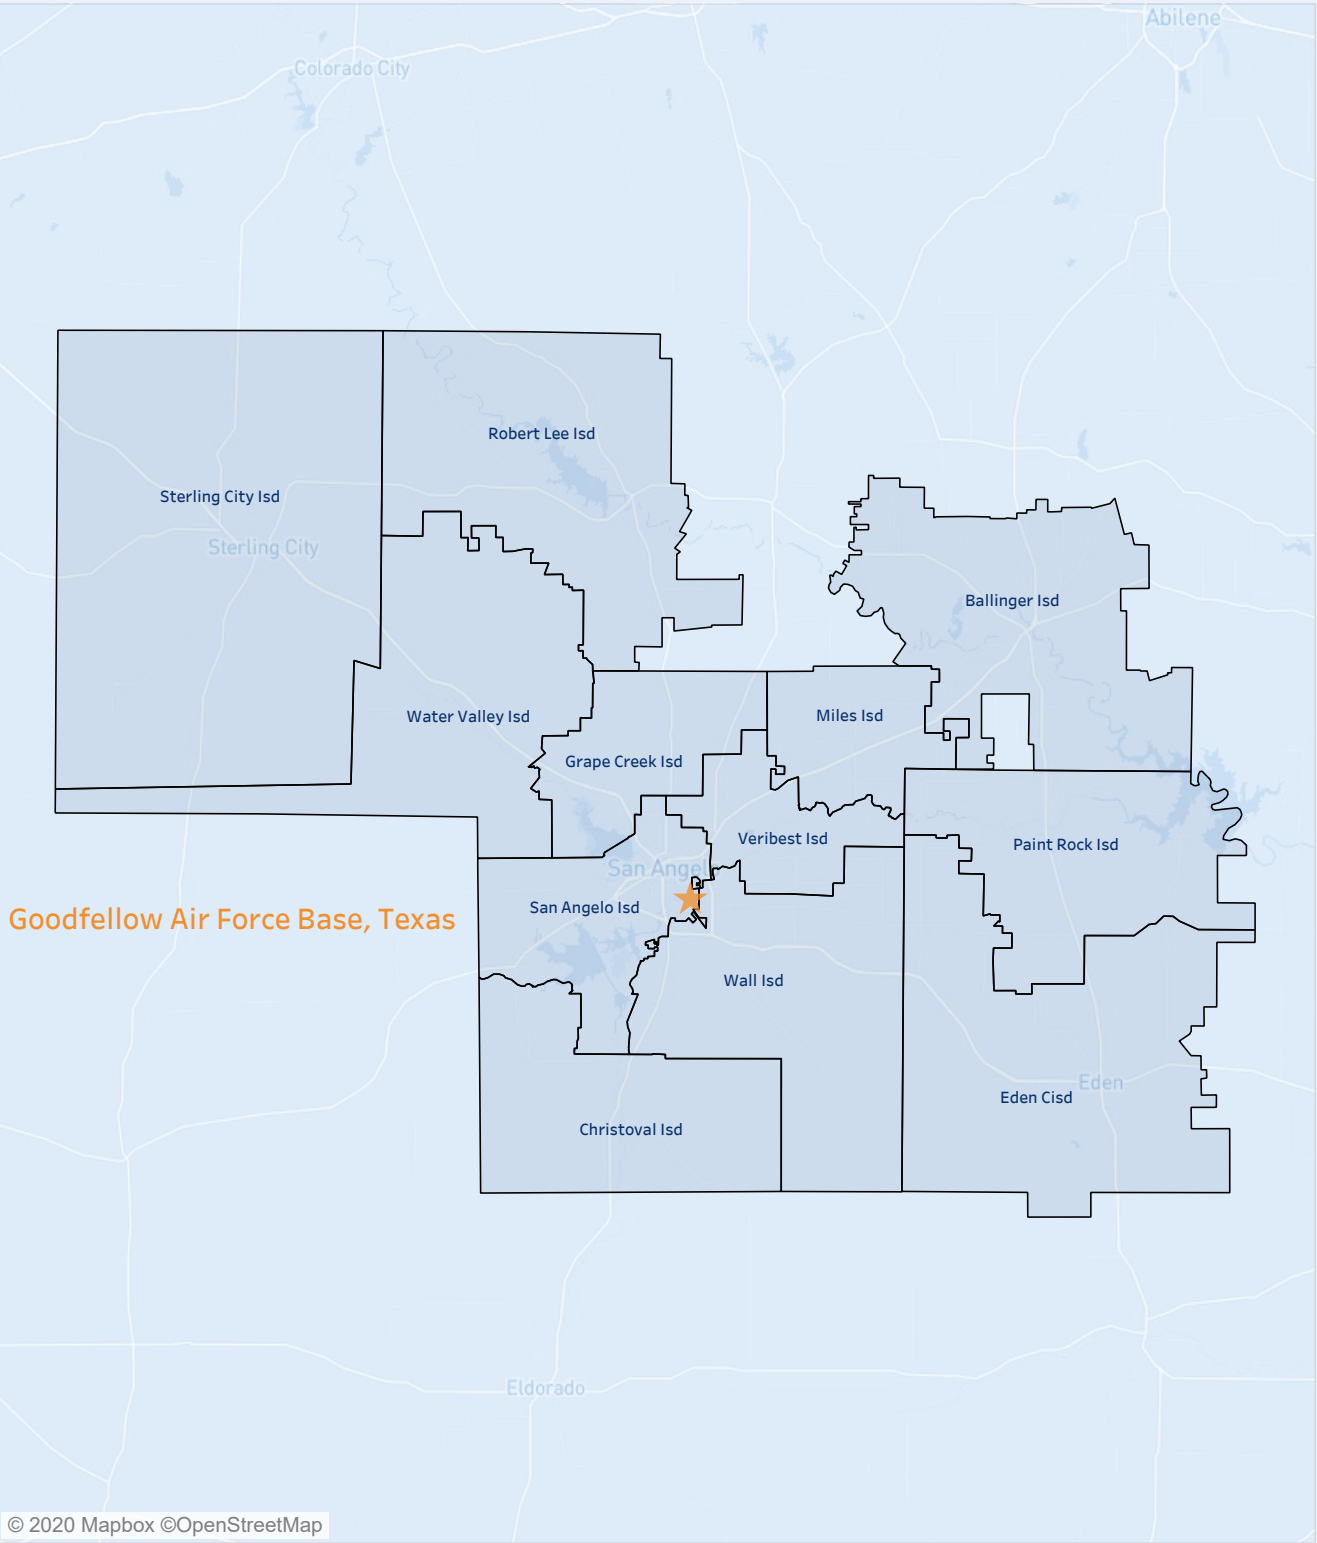 Abilene
Colorado City
Robert Lee Isd
Sterling City Isd
Sterling City
Ballinger Isd
Water Valley Isd
Miles Isd
Grape Creek Isd
Veribest Isd
Paint Rock Isd
San Angelo
San Angelo Isd
Goodfellow Air Force Base, Texas
Wall Isd
Eden
Eden Cisd
Christoval Isd
Eldorado
© 2020 Mapbox ©OpenStreetMap